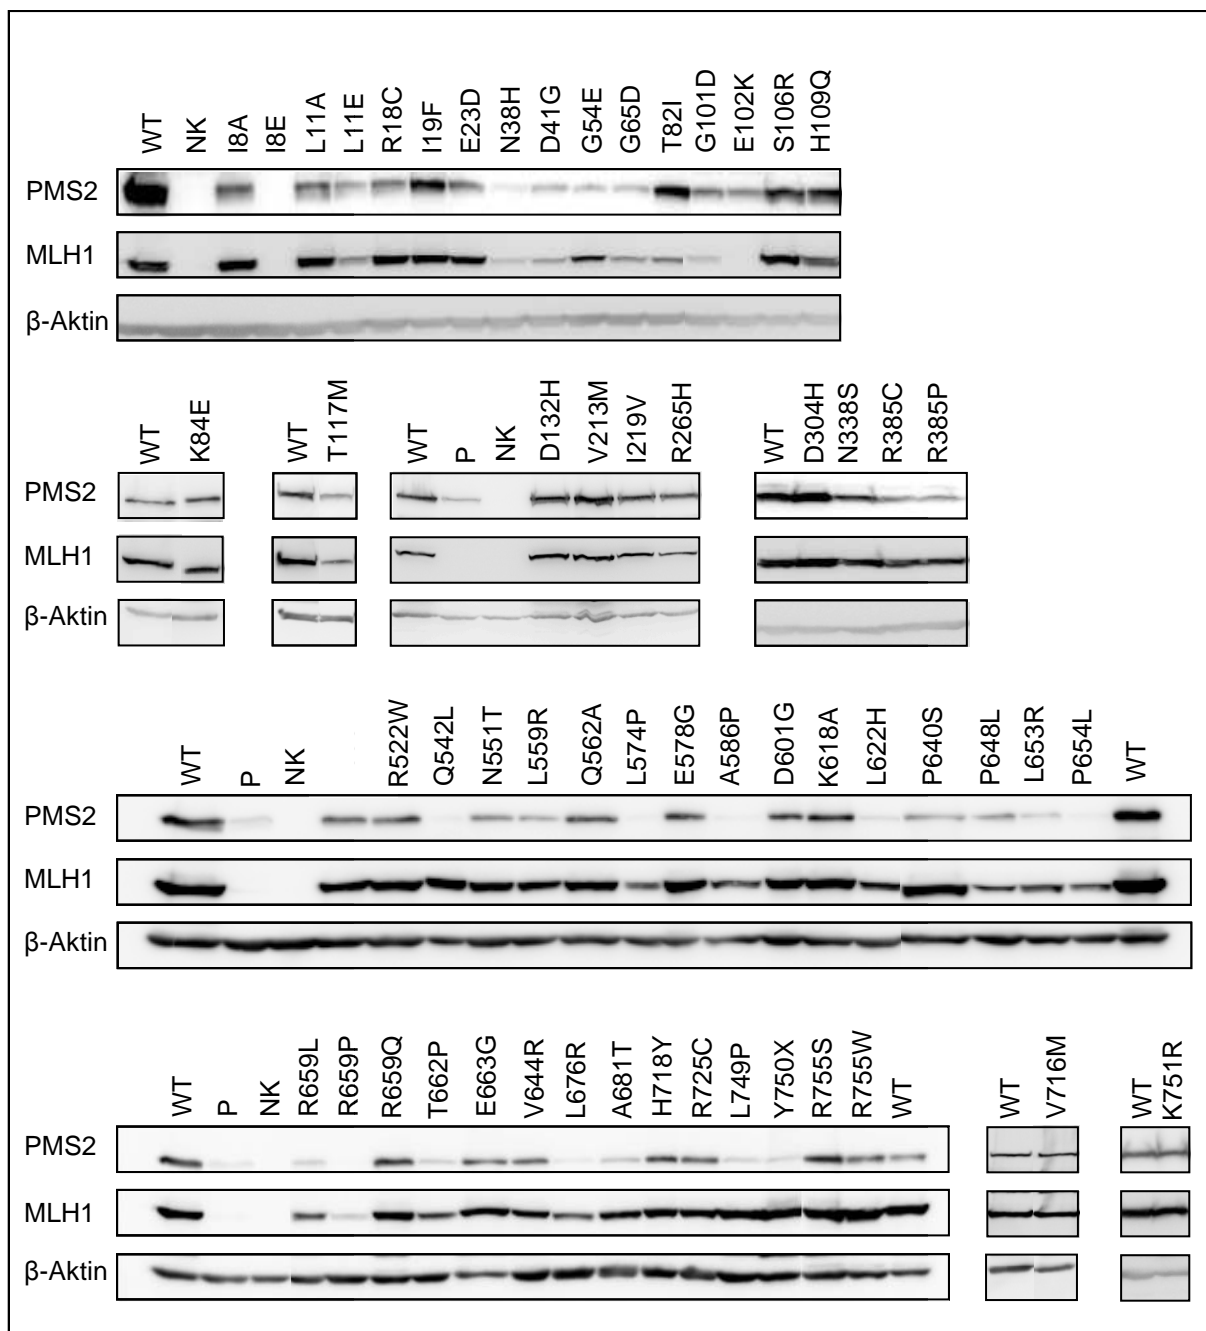 WT NK I8A I8E L11A L11E R18C I19F E23D N38H D41G G54E G65D T82I G101D E102K S106R H109Q
PMS2
MLH1
β-Aktin
WT K84E WT T117M WT P NK D132H V213M I219V R265H WT D304H N338S R385C R385P
PMS2
MLH1
β-Aktin
WT P NK R522W Q542L N551T L559R Q562A L574P E578G A586P D601G K618A L622H P640S P648L L653R P654L WT
PMS2
MLH1
β-Aktin
WT P NK R659L R659P R659Q T662P E663G V644R L676R A681T H718Y R725C L749P Y750X R755S R755W WT WT V716M WT K751R
PMS2
MLH1
β-Aktin